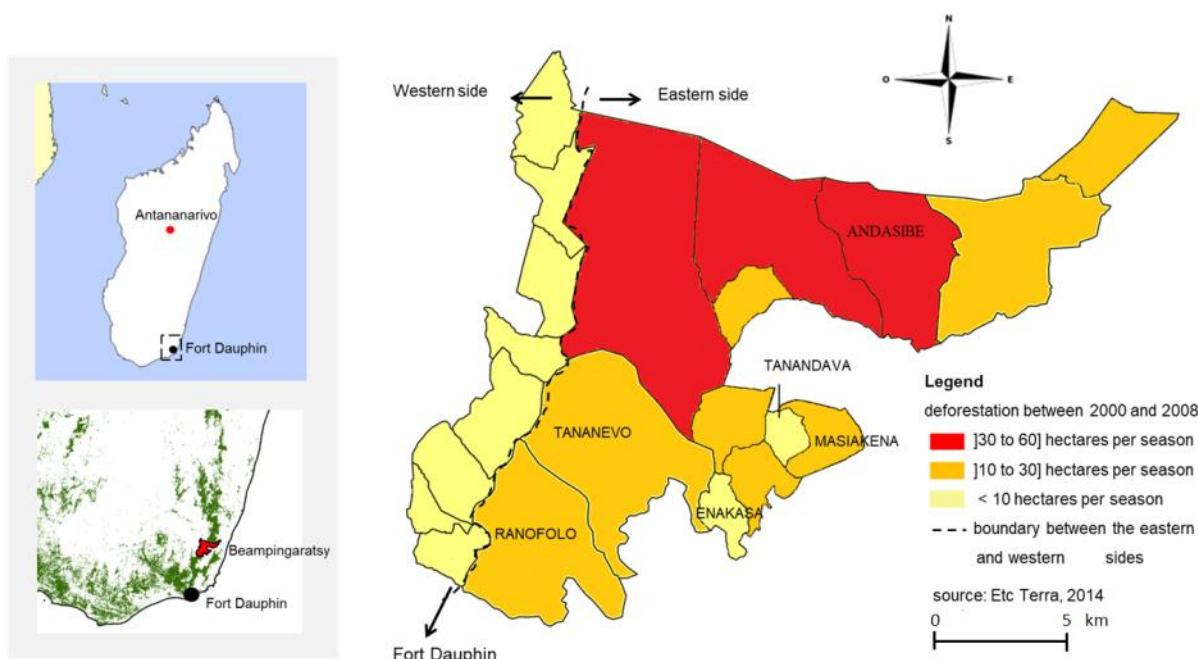 Antananarivo
Fort Dauphin
Beampingaratsy
Fort Dauphin
N
O
E
S
Western side
Eastern side
ANDASIBE
TANANDAVA
TANANEVO
MASIAKENA
ENAKASA
RANOFOLO
Fort Dauphin
Legend
deforestation between 2000 and 2008
]30 to 60] hectares per season
]10 to 30] hectares per season
< 10 hectares per season
boundary between the eastern
and western sides
source: Etc Terra, 2014
0 5 km